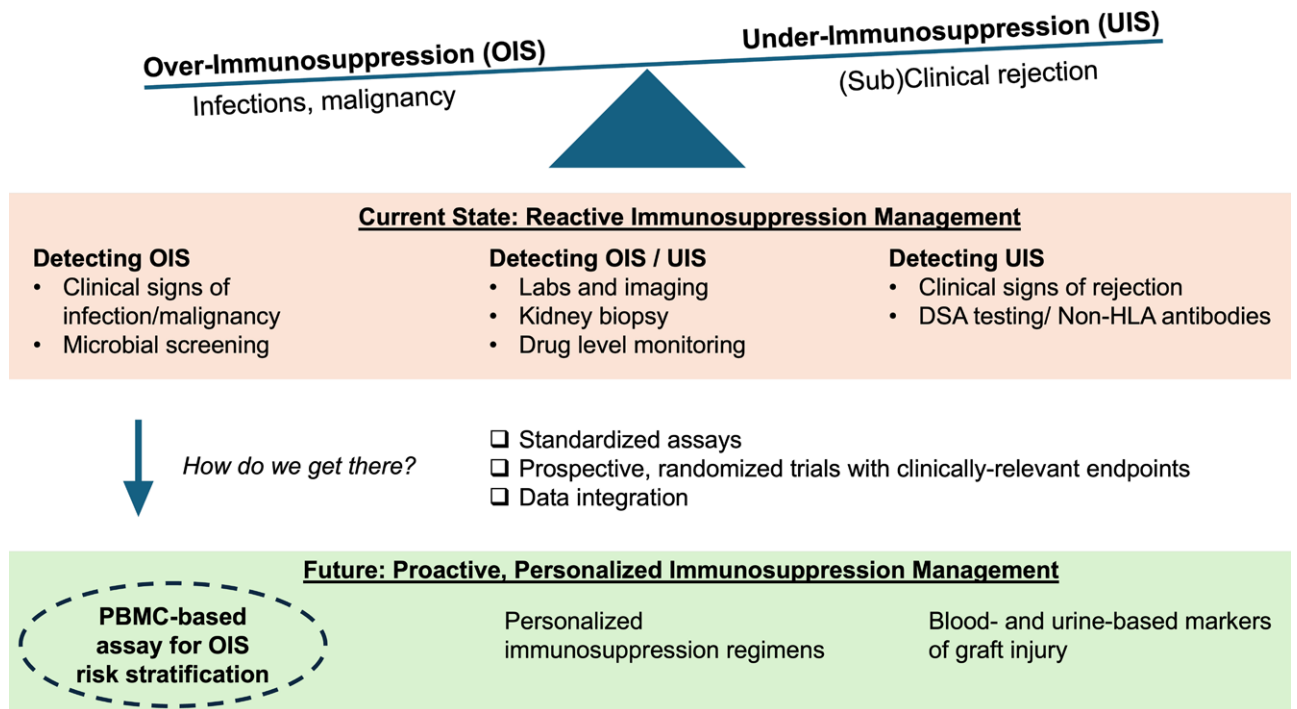 Over-Immunosuppression (OIS)
Infections, malignancy
Under-Immunosuppression (UIS)
(Sub)Clinical rejection
Current State: Reactive Immunosuppression Management
Detecting OIS
• Clinical signs of
infection/malignancy
• Microbial screening
Detecting OIS / UIS
• Labs and imaging
• Kidney biopsy
• Drug level monitoring
Detecting UIS
• Clinical signs of rejection
• DSA testing/ Non-HLA antibodies
How do we get there?
❑ Standardized assays
❑ Prospective, randomized trials with clinically-relevant endpoints
❑ Data integration
Future: Proactive, Personalized Immunosuppression Management
PBMC-based
assay for OIS
risk stratification
Personalized
immunosuppression regimens
Blood- and urine-based markers
of graft injury